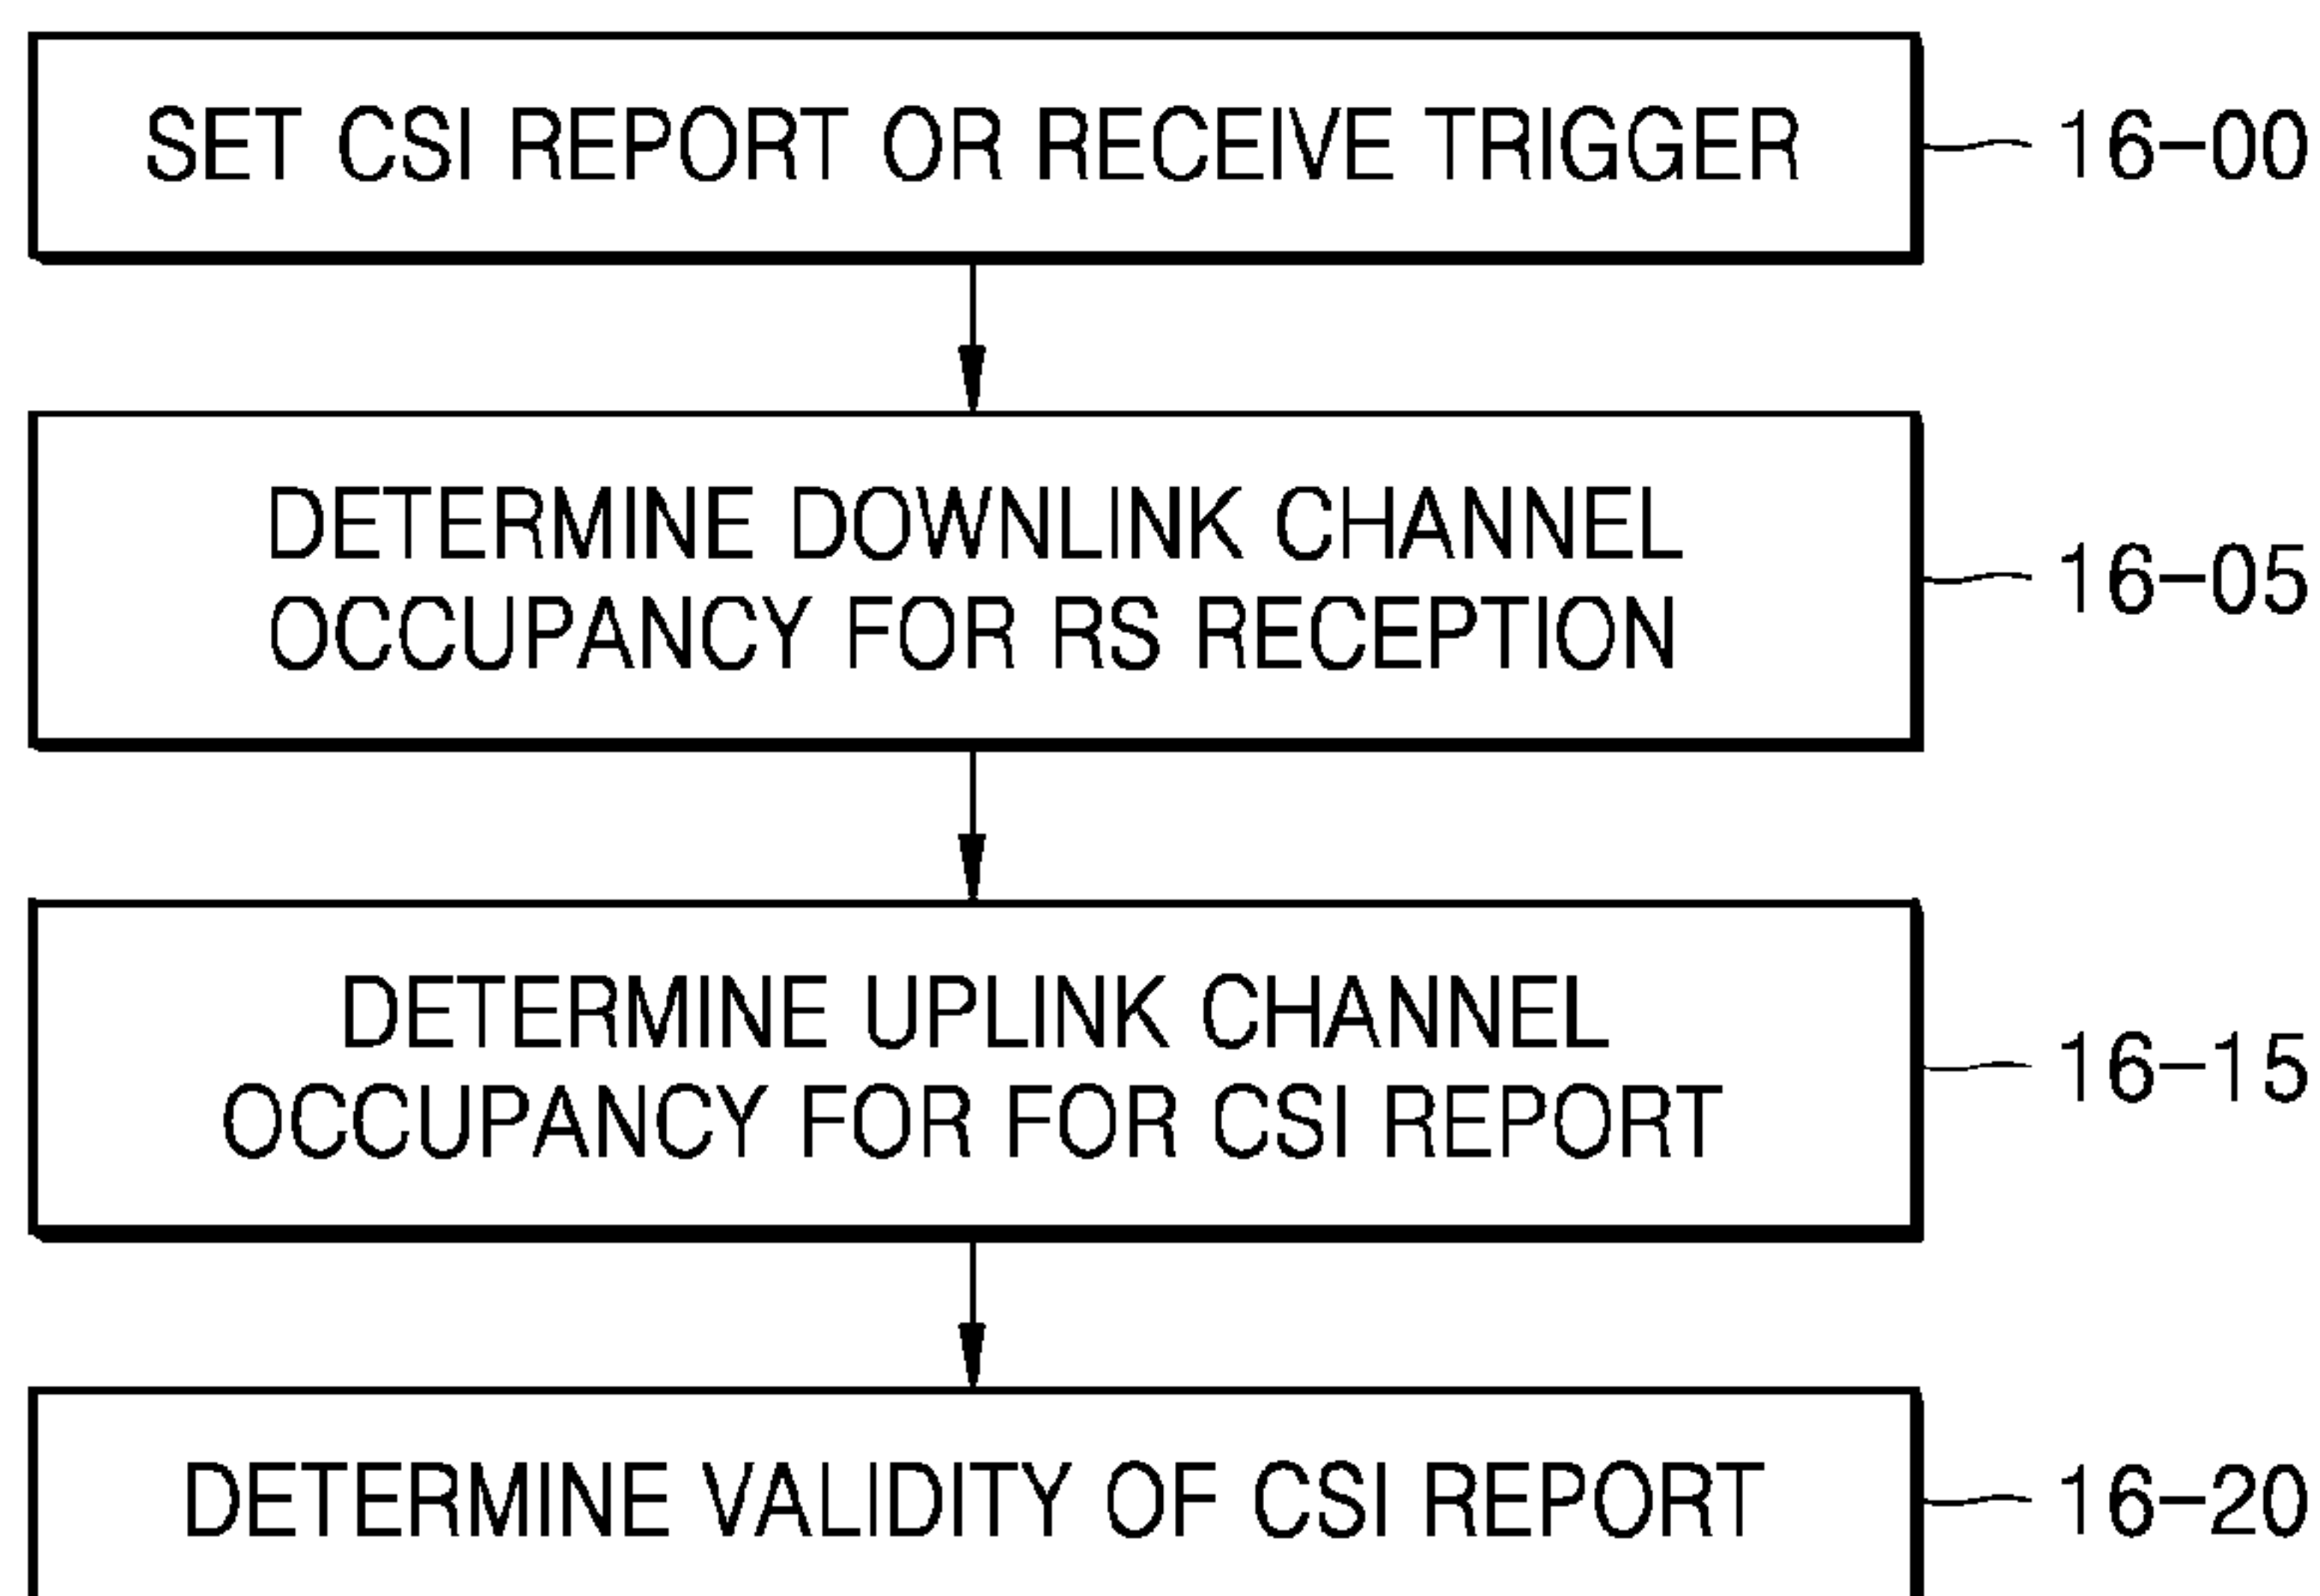 SET CSI REPORT OR RECEIVE TRIGGER
16-00
DETERMINE DOWNLINK CHANNEL
OCCUPANCY FOR RS RECEPTION
16-05
DETERMINE UPLINK CHANNEL
OCCUPANCY FOR FOR CSI REPORT
16-15
DETERMINE VALIDITY OF CSI REPORT
16-20